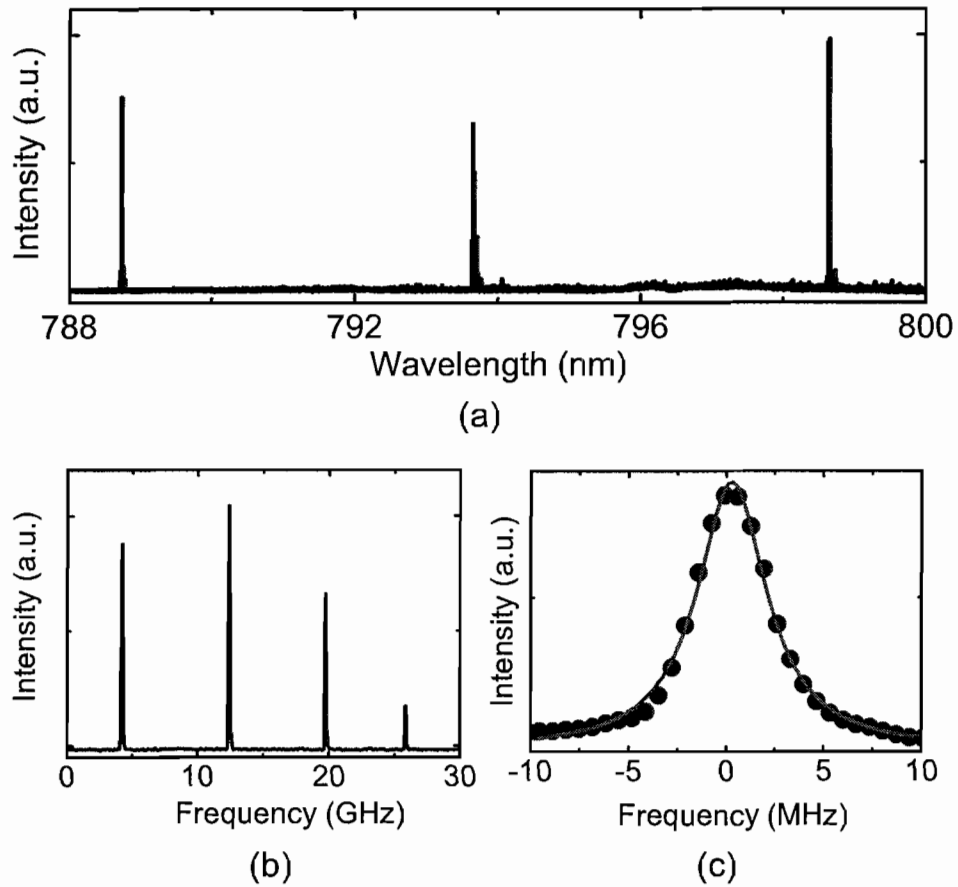 Intensity (a.u.)
788 792 796 800
Wavelength (nm)
(a)
Intensity (a.u.)
0 10 20 30
Frequency (GHz)
(b)
Intensity (a.u.)
-10 -5 0 5 10
Frequency (MHz)
(c)